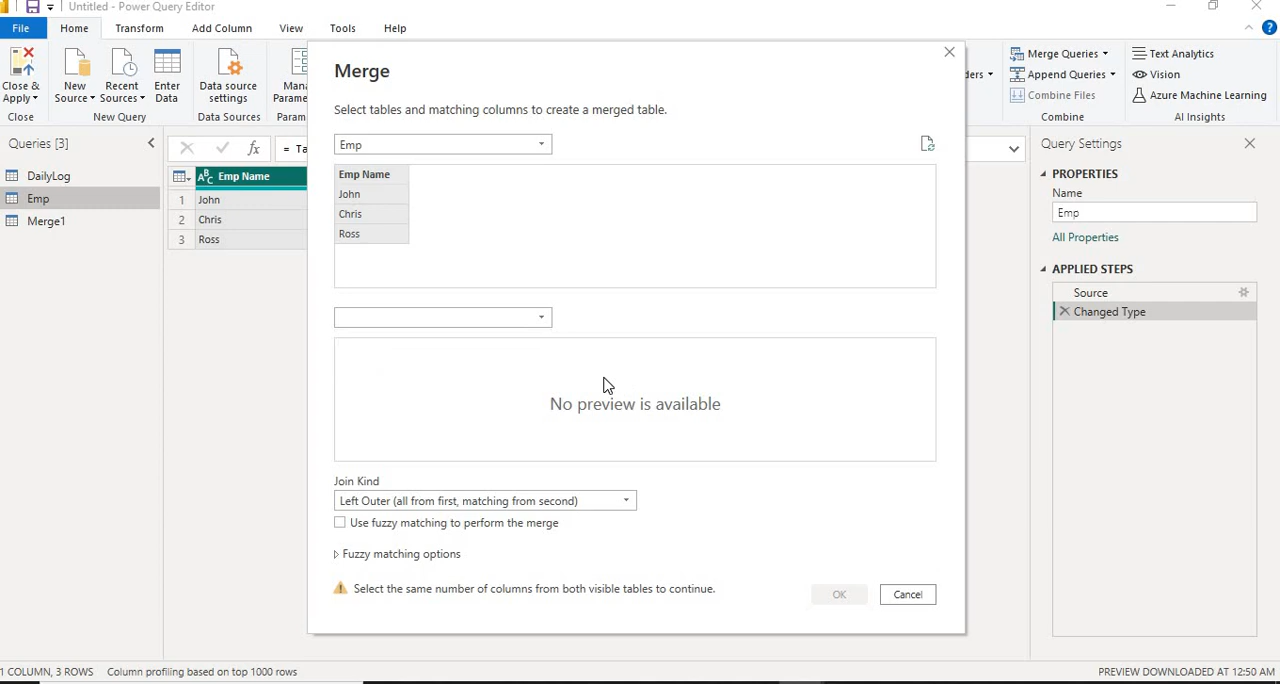 Untitled - Power Query Editor
File Home Transform Add Column View Tools Help
Close & Apply
New Source
Recent Sources
Enter Data
Data source settings
Mana
Parame
ders
Merge Queries
Append Queries
Combine Files
Text Analytics
Vision
Azure Machine Learning
Close
New Query
Data Sources
Param
Combine
AI Insights
Queries [3]
DailyLog
Emp
Merge1
fx
= Ta
ABC Emp Name
1 John
2 Chris
3 Ross
Merge
Select tables and matching columns to create a merged table.
Emp
Emp Name
John
Chris
Ross
No preview is available
Join Kind
Left Outer (all from first, matching from second)
Use fuzzy matching to perform the merge
Fuzzy matching options
Select the same number of columns from both visible tables to continue.
OK
Cancel
Query Settings
PROPERTIES
Name
Emp
All Properties
APPLIED STEPS
Source
Changed Type
1 COLUMN, 3 ROWS Column profiling based on top 1000 rows
PREVIEW DOWNLOADED AT 12:50 AM